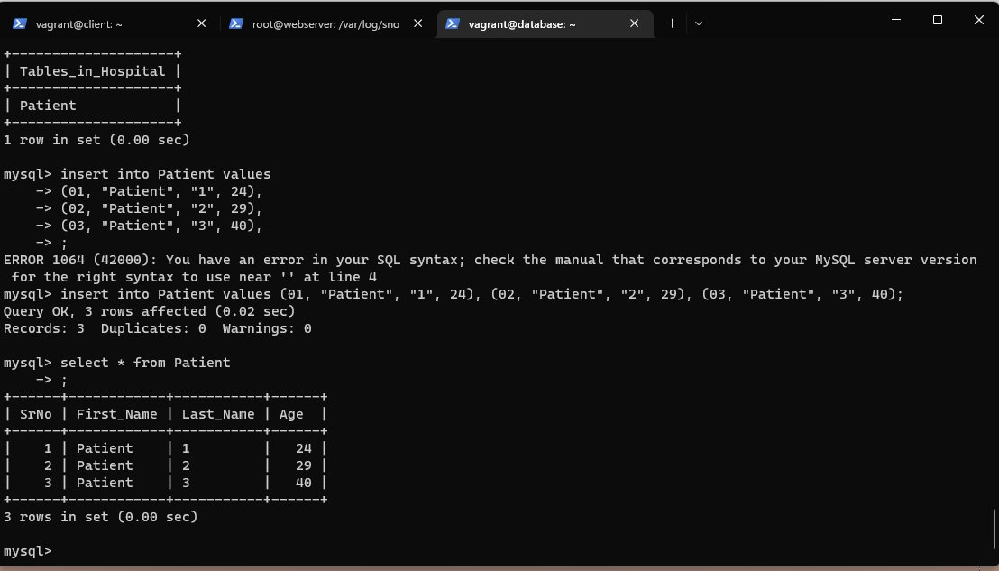 vagrant@client: ~
root@webserver: /var/log/sno
vagrant@database: ~
+--------------------+
| Tables_in_Hospital |
+--------------------+
| Patient            |
+--------------------+
1 row in set (0.00 sec)
mysql> insert into Patient values
    -> (01, "Patient", "1", 24),
    -> (02, "Patient", "2", 29),
    -> (03, "Patient", "3", 40),
    -> ;
ERROR 1064 (42000): You have an error in your SQL syntax; check the manual that corresponds to your MySQL server version
 for the right syntax to use near '' at line 4
mysql> insert into Patient values (01, "Patient", "1", 24), (02, "Patient", "2", 29), (03, "Patient", "3", 40);
Query OK, 3 rows affected (0.02 sec)
Records: 3  Duplicates: 0  Warnings: 0
mysql> select * from Patient
    -> ;
+------+------------+-----------+------+
| SrNo | First_Name | Last_Name | Age  |
+------+------------+-----------+------+
|    1 | Patient    | 1         |   24 |
|    2 | Patient    | 2         |   29 |
|    3 | Patient    | 3         |   40 |
+------+------------+-----------+------+
3 rows in set (0.00 sec)
mysql>